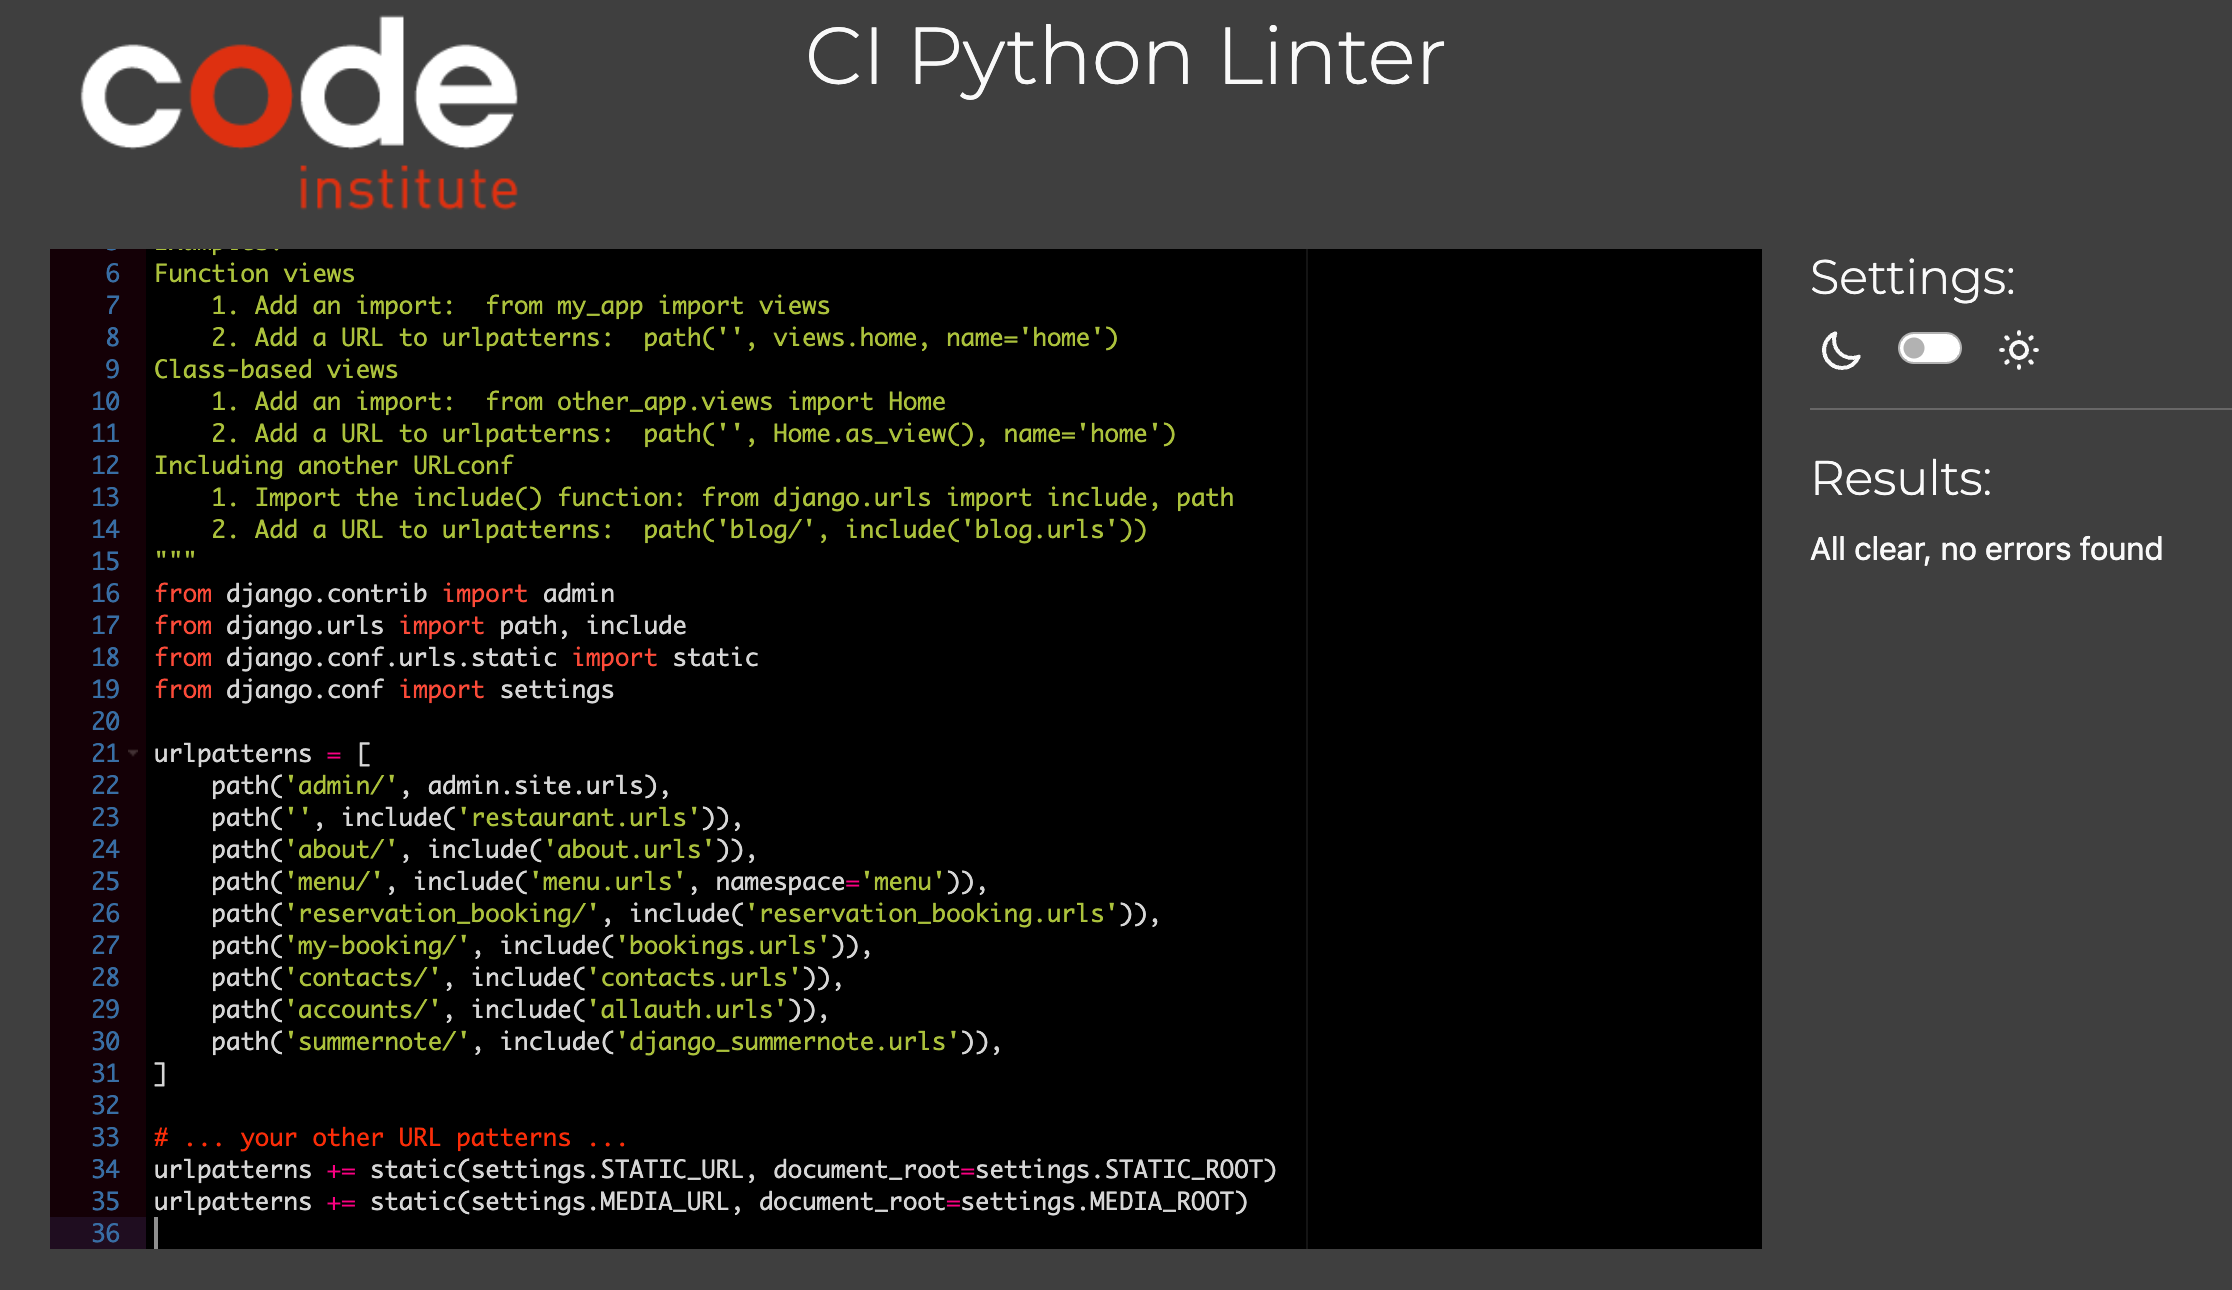 code
institute
CI Python Linter
6 Function views
7     1. Add an import:  from my_app import views
8     2. Add a URL to urlpatterns:  path('', views.home, name='home')
9 Class-based views
10     1. Add an import:  from other_app.views import Home
11     2. Add a URL to urlpatterns:  path('', Home.as_view(), name='home')
12 Including another URLconf
13     1. Import the include() function: from django.urls import include, path
14     2. Add a URL to urlpatterns:  path('blog/', include('blog.urls'))
15 """
16 from django.contrib import admin
17 from django.urls import path, include
18 from django.conf.urls.static import static
19 from django.conf import settings
20
21 urlpatterns = [
22     path('admin/', admin.site.urls),
23     path('', include('restaurant.urls')),
24     path('about/', include('about.urls')),
25     path('menu/', include('menu.urls', namespace='menu')),
26     path('reservation_booking/', include('reservation_booking.urls')),
27     path('my-booking/', include('bookings.urls')),
28     path('contacts/', include('contacts.urls')),
29     path('accounts/', include('allauth.urls')),
30     path('summernote/', include('django_summernote.urls')),
31 ]
32
33 # ... your other URL patterns ...
34 urlpatterns += static(settings.STATIC_URL, document_root=settings.STATIC_ROOT)
35 urlpatterns += static(settings.MEDIA_URL, document_root=settings.MEDIA_ROOT)
36
Settings:
Results:
All clear, no errors found